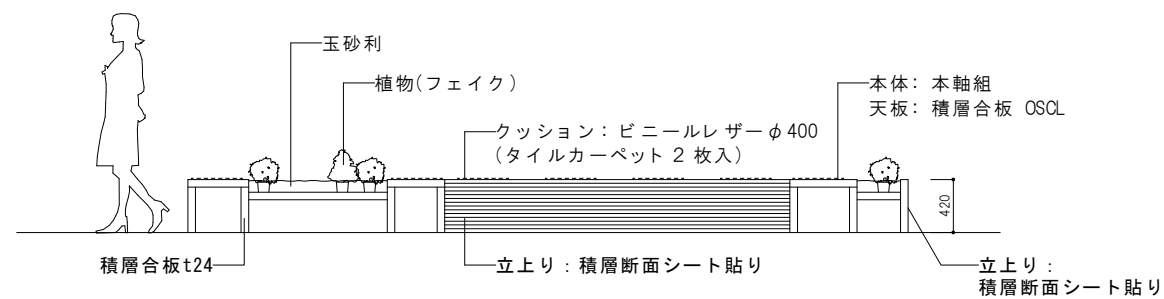 玉砂利
植物(フェイク)
本体: 本軸組
天板: 積層合板 OSCL
クッション：ビニールレザーφ400
(タイルカーペット２枚入)
420
積層合板t24
立上り：積層断面シート貼り
立上り：
積層断面シート貼り